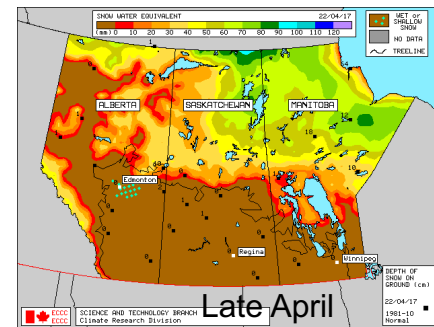 SNOW WATER EQUIVALENT 22/04/17
(mm) 0 10 20 30 40 50 60 70 80 90 100 110 120
WET or
SHALLOW
SNOW
NO DATA
TREELINE
ALBERTA
SASKATCHEWAN
MANITOBA
Edmonton
Regina
Winnipeg
DEPTH OF
SNOW ON
GROUND (cm)
22/04/17
1981-10
Normal
ECCC
ECCC
SCIENCE AND TECHNOLOGY BRANCH
Climate Research Division
Late April